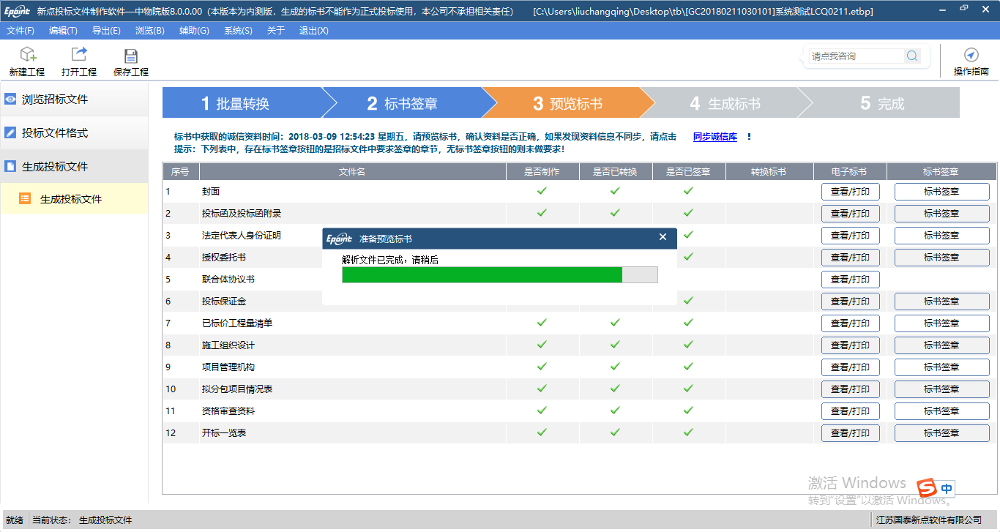 Epoint 新点投标文件制作软件—中物院版8.0.0.00（本版本为内测版，生成的标书不能作为正式投标使用，本公司不承担相关责任） [C:\Users\liuchangqing\Desktop\tb\[GC20180211030101]系统测试LCQ0211.etbp]
文件(F) 编辑(T) 导出(E) 浏览(B) 辅助(G) 系统(S) 关于 退出(X)
新建工程 打开工程 保存工程 请点我咨询 操作指南
浏览招标文件
投标文件格式
生成投标文件
生成投标文件
1 批量转换 2 标书签章 3 预览标书 4 生成标书 5 完成
标书中获取的诚信资料时间：2018-03-09 12:54:23 星期五，请预览标书，确认资料是否正确，如果发现资料信息不同步，请点击 同步诚信库 ！
提示：下列表中，存在标书签章按钮的是招标文件中要求签章的章节，无标书签章按钮的则未做要求！
序号 文件名 是否制作 是否已转换 是否已签章 转换标书 电子标书 标书签章
1 封面 查看/打印 标书签章
2 投标函及投标函附录 查看/打印 标书签章
3 法定代表人身份证明 查看/打印 标书签章
4 授权委托书 查看/打印 标书签章
5 联合体协议书 查看/打印
6 投标保证金 查看/打印 标书签章
7 已标价工程量清单 查看/打印 标书签章
8 施工组织设计 查看/打印 标书签章
9 项目管理机构 查看/打印 标书签章
10 拟分包项目情况表 查看/打印 标书签章
11 资格审查资料 查看/打印 标书签章
12 开标一览表 查看/打印 标书签章
Epoint 准备预览标书
解析文件已完成，请稍后
激活 Windows
转到"设置"以激活 Windows。
S 中
就绪 当前状态： 生成投标文件 江苏国泰新点软件有限公司